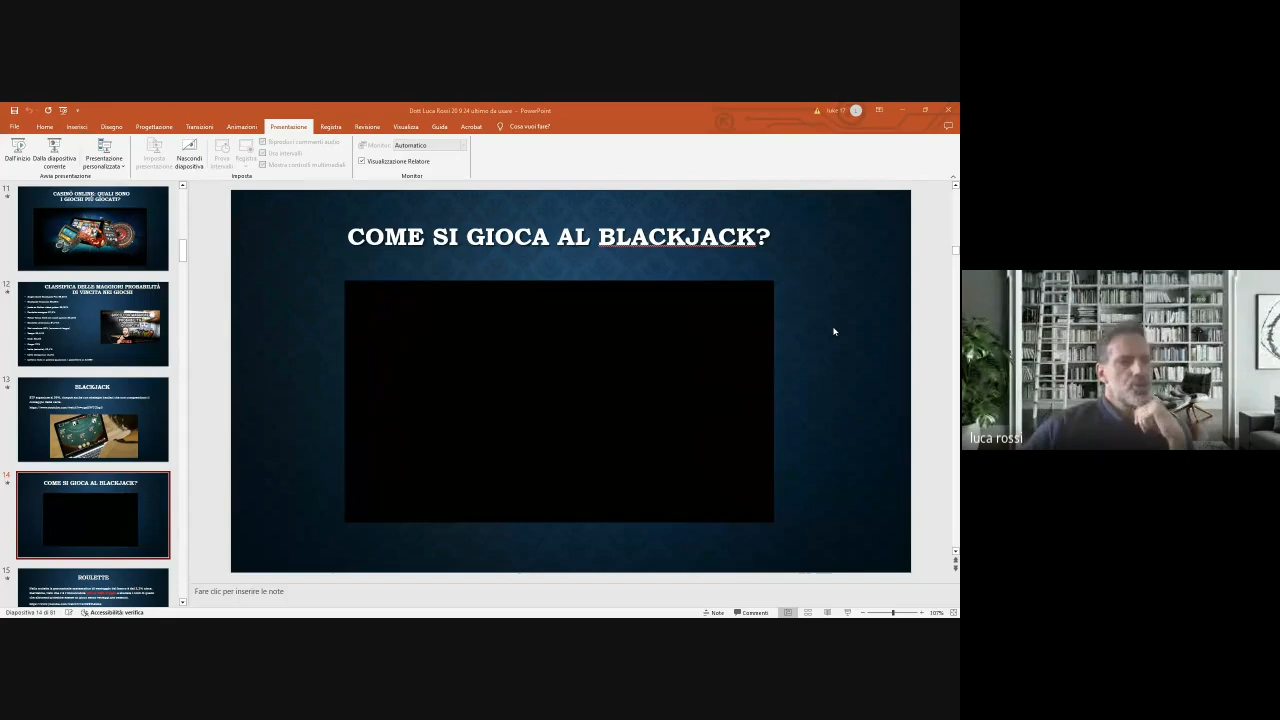 Dott Luca Rossi 20 9 24 ultimo da usare - PowerPoint
luke 17
L
File Home Inserisci Disegno Progettazione Transizioni Animazioni Presentazione Registra Revisione Visualizza Guida Acrobat Cosa vuoi fare?
Dall'inizio
Dalla diapositiva corrente
Presentazione personalizzata
Imposta presentazione
Nascondi diapositiva
Prova intervalli
Registra
Riproduci commenti audio
Usa intervalli
Mostra controlli multimediali
Monitor: Automatico
Visualizzazione Relatore
Avvia presentazione
Imposta
Monitor
11
CASINÒ ONLINE: QUALI SONO
I GIOCHI PIÙ GIOCATI?
12
CLASSIFICA DELLE MAGGIORI PROBABILITÀ
DI VINCITA NEI GIOCHI
13
BLACKJACK
14
COME SI GIOCA AL BLACKJACK?
15
ROULETTE
COME SI GIOCA AL BLACKJACK?
Fare clic per inserire le note
Diapositiva 14 di 81
Accessibilità: verifica
Note
Commenti
107%
luca rossi